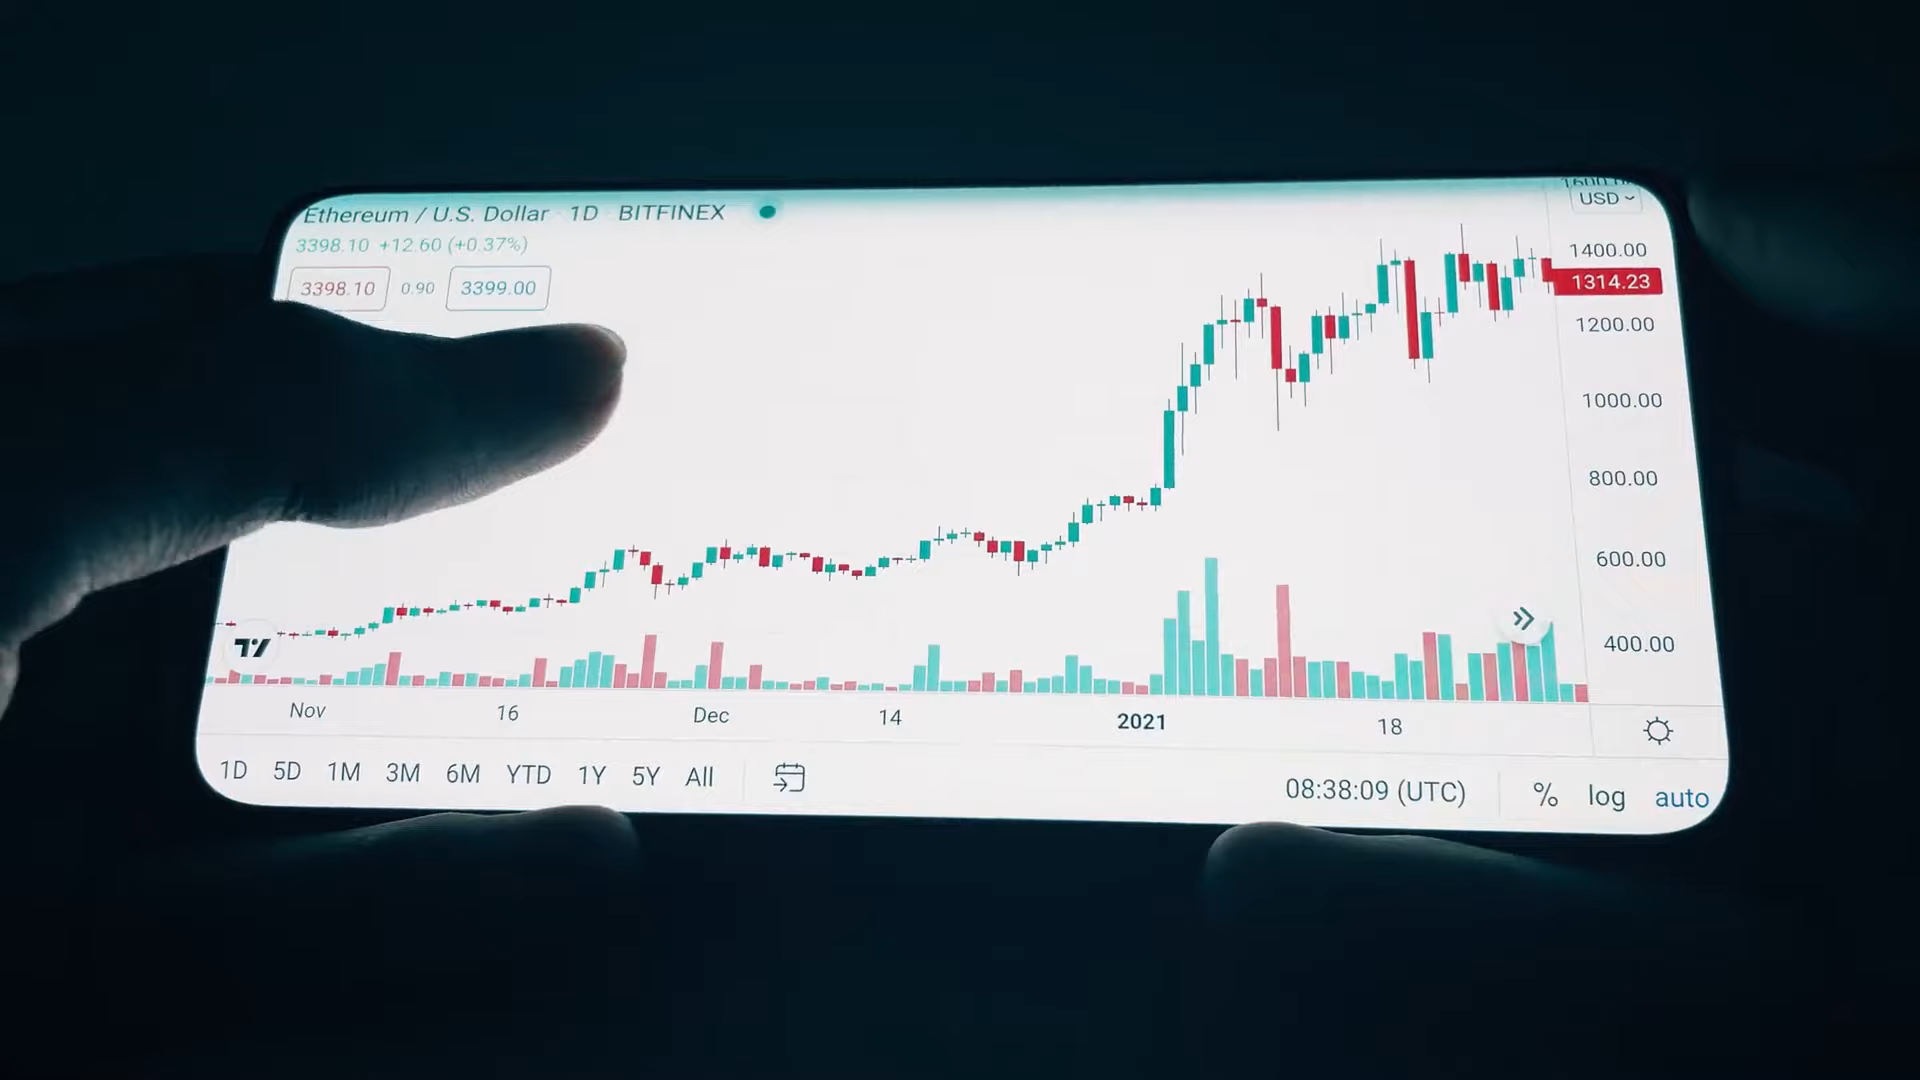 Ethereum / U.S. Dollar 1D BITFINEX
3398.10 +12.60 (+0.37%)
3398.10 0.90 3399.00
USD
1400.00
1314.23
1200.00
1000.00
800.00
600.00
400.00
Nov 16 Dec 14 2021 18
1D 5D 1M 3M 6M YTD 1Y 5Y All
08:38:09 (UTC) % log auto